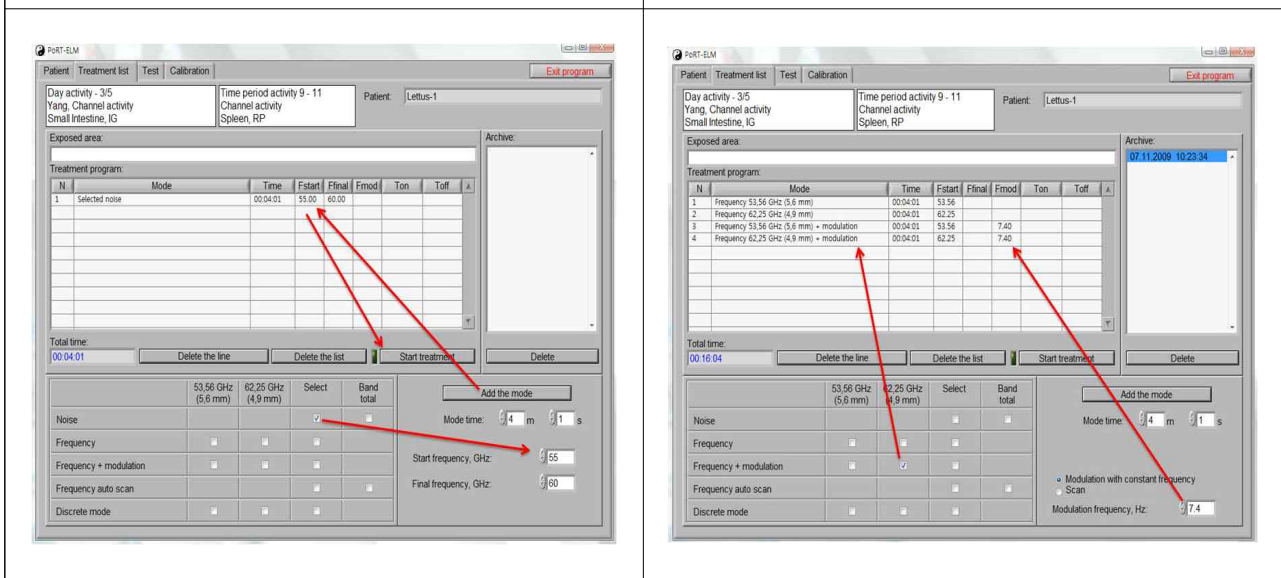 PoRT-ELM
Patient Treatment list Test Calibration Exit program
Day activity - 3/5
Yang, Channel activity
Small Intestine, IG
Time period activity 9 - 11
Channel activity
Spleen, RP
Patient: Lettus-1
Exposed area:
Archive:
Treatment program:
N Mode Time Fstart Ffinal Fmod Ton Toff
1 Selected noise 00:04:01 55.00 60.00
Total time:
00:04:01 Delete the line Delete the list Start treatment Delete
53,56 GHz (5,6 mm) 62,25 GHz (4,9 mm) Select Band total
Noise
Frequency
Frequency + modulation
Frequency auto scan
Discrete mode
Add the mode
Mode time: 4 m 1 s
Start frequency, GHz: 55
Final frequency, GHz: 60
PoRT-ELM
Patient Treatment list Test Calibration Exit program
Day activity - 3/5
Yang, Channel activity
Small Intestine, IG
Time period activity 9 - 11
Channel activity
Spleen, RP
Patient: Lettus-1
Exposed area:
Archive:
07.11.2009 10:23:34
Treatment program:
N Mode Time Fstart Ffinal Fmod Ton Toff
1 Frequency 53,56 GHz (5,6 mm) 00:04:01 53.56
2 Frequency 62,25 GHz (4,9 mm) 00:04:01 62.25
3 Frequency 53,56 GHz (5,6 mm) + modulation 00:04:01 53.56 7.40
4 Frequency 62,25 GHz (4,9 mm) + modulation 00:04:01 62.25 7.40
Total time:
00:16:04 Delete the line Delete the list Start treatment Delete
53,56 GHz (5,6 mm) 62,25 GHz (4,9 mm) Select Band total
Noise
Frequency
Frequency + modulation
Frequency auto scan
Discrete mode
Add the mode
Mode time: 4 m 1 s
Modulation with constant frequency
Scan
Modulation frequency, Hz: 7.4